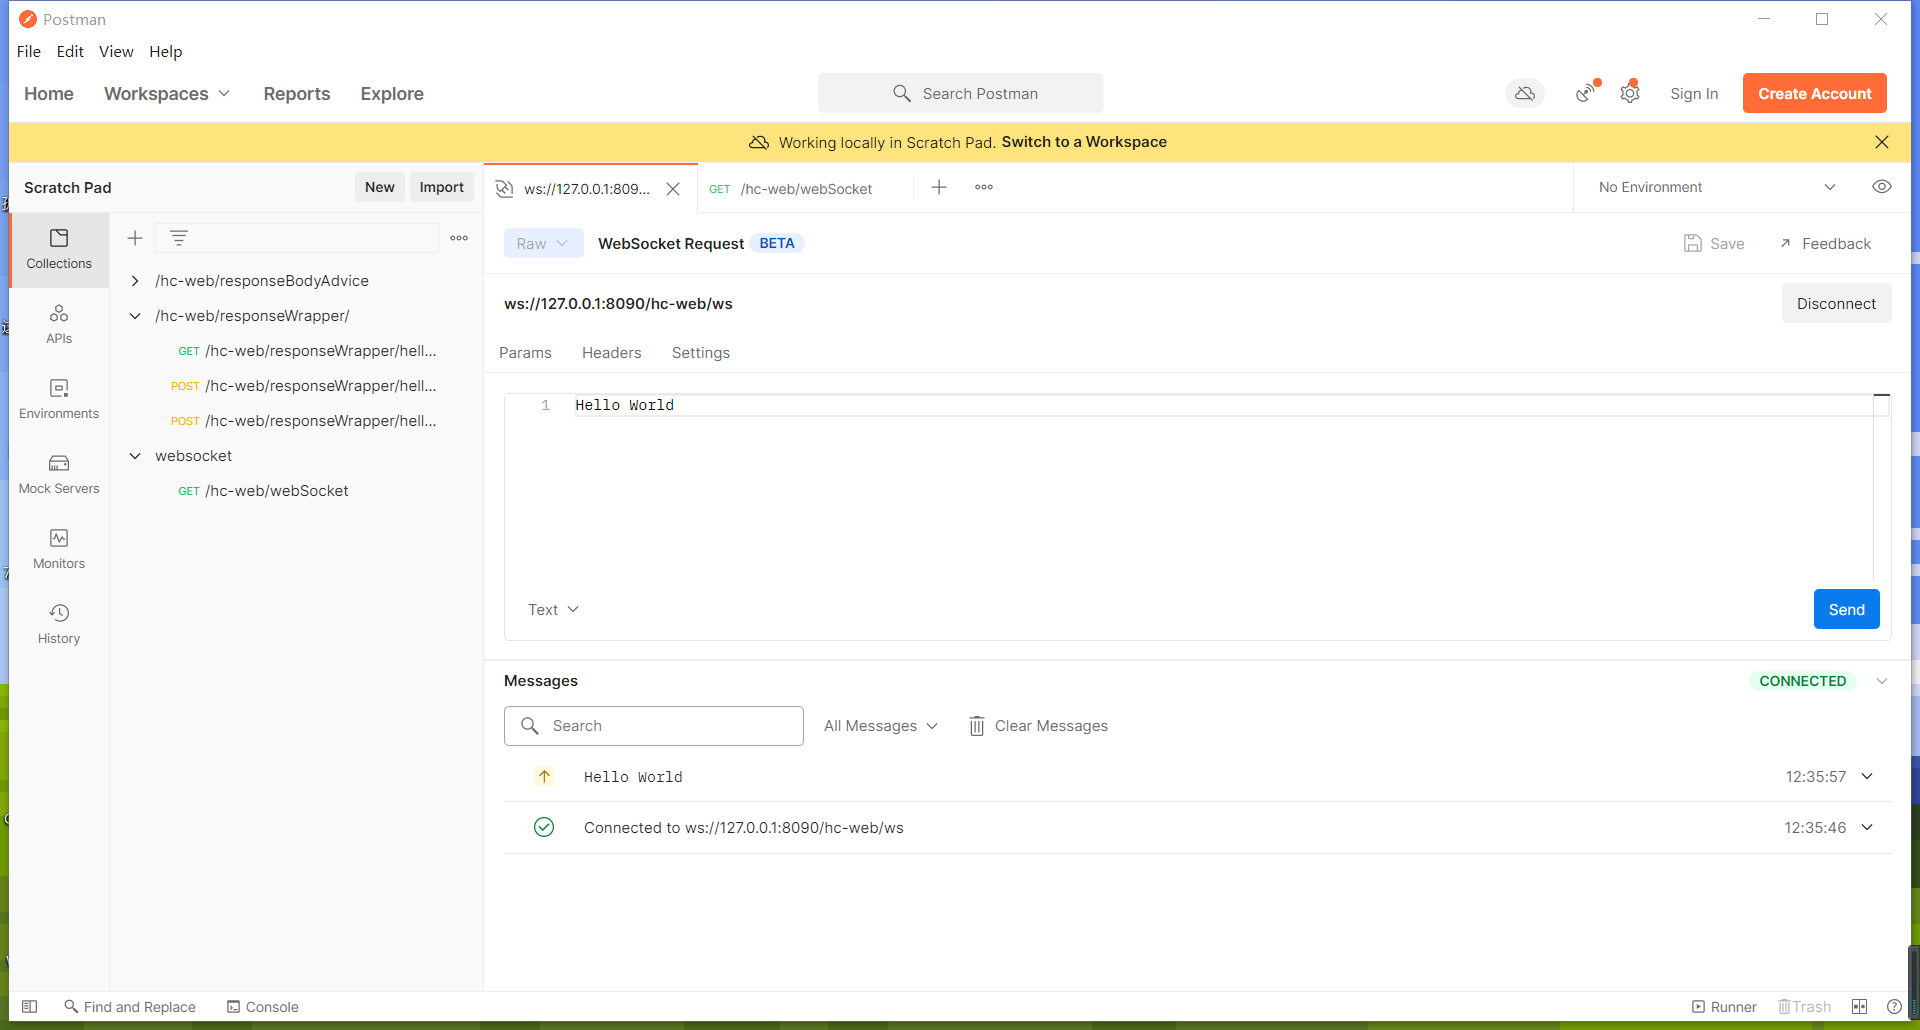 Postman
File Edit View Help
Home Workspaces Reports Explore Search Postman Sign In Create Account
Working locally in Scratch Pad. Switch to a Workspace
Scratch Pad New Import
ws://127.0.0.1:809... GET /hc-web/webSocket No Environment
Collections
APIs
Environments
Mock Servers
Monitors
History
/hc-web/responseBodyAdvice
/hc-web/responseWrapper/
GET /hc-web/responseWrapper/hell...
POST /hc-web/responseWrapper/hell...
POST /hc-web/responseWrapper/hell...
websocket
GET /hc-web/webSocket
Raw WebSocket Request BETA Save Feedback
ws://127.0.0.1:8090/hc-web/ws Disconnect
Params Headers Settings
1 Hello World
Text Send
Messages CONNECTED
Search All Messages Clear Messages
Hello World 12:35:57
Connected to ws://127.0.0.1:8090/hc-web/ws 12:35:46
Find and Replace Console Runner Trash